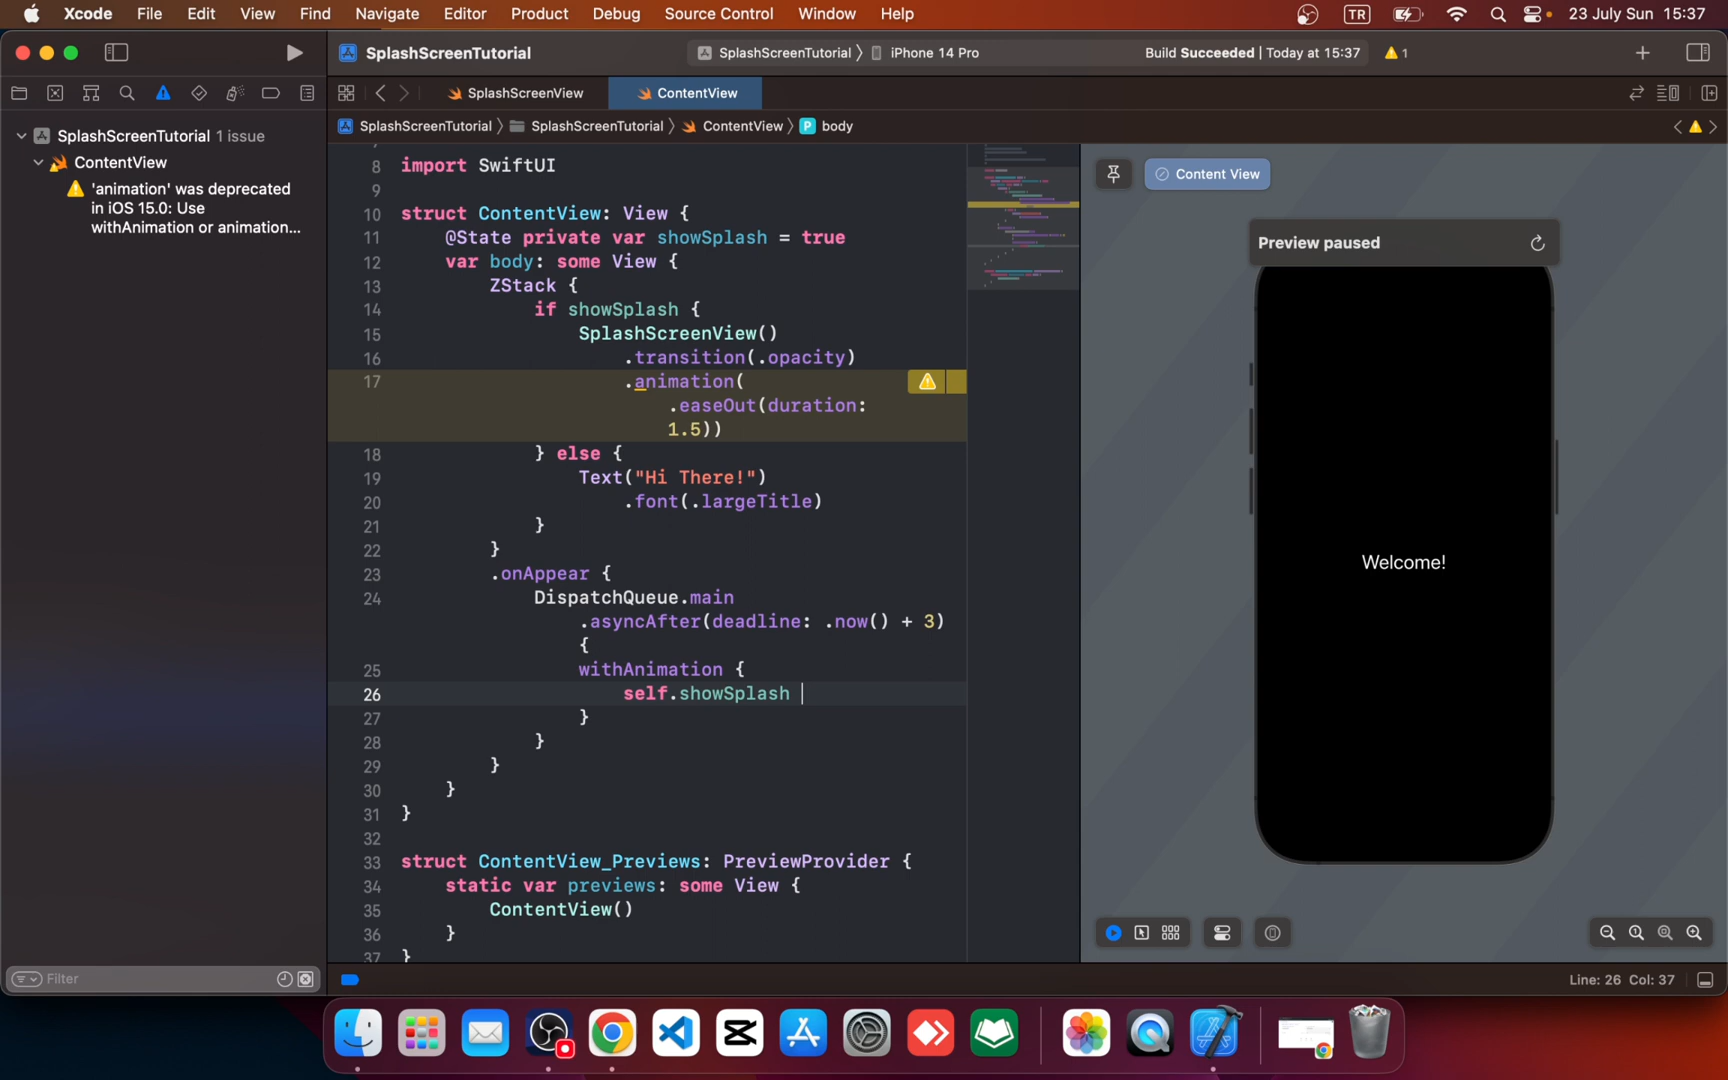 Xcode File Edit View Find Navigate Editor Product Debug Source Control Window Help TR 23 July Sun 15:37
SplashScreenTutorial SplashScreenTutorial iPhone 14 Pro Build Succeeded | Today at 15:37 1
SplashScreenView ContentView
SplashScreenTutorial SplashScreenTutorial ContentView P body
SplashScreenTutorial 1 issue
ContentView
'animation' was deprecated
in iOS 15.0: Use
withAnimation or animation...
Filter
8 import SwiftUI
9
10 struct ContentView: View {
11 @State private var showSplash = true
12 var body: some View {
13 ZStack {
14 if showSplash {
15 SplashScreenView()
16 .transition(.opacity)
17 .animation(
.easeOut(duration:
1.5))
18 } else {
19 Text("Hi There!")
20 .font(.largeTitle)
21 }
22 }
23 .onAppear {
24 DispatchQueue.main
.asyncAfter(deadline: .now() + 3)
{
25 withAnimation {
26 self.showSplash
27 }
28 }
29 }
30 }
31 }
32
33 struct ContentView_Previews: PreviewProvider {
34 static var previews: some View {
35 ContentView()
36 }
37 }
Content View
Preview paused
Welcome!
Line: 26 Col: 37